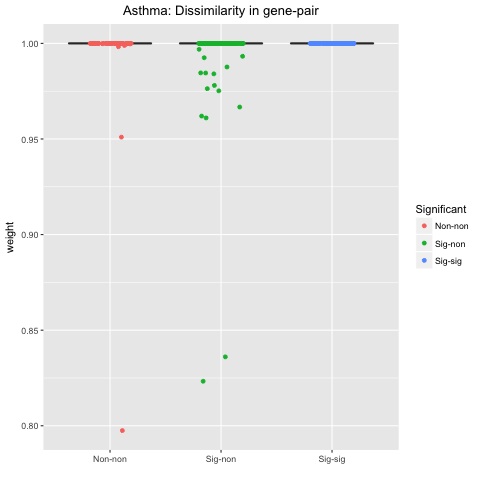 Asthma: Dissimilarity in gene-pair
weight
1.00
0.95
0.90
0.85
0.80
Non-non
Sig-non
Sig-sig
Significant
Non-non
Sig-non
Sig-sig